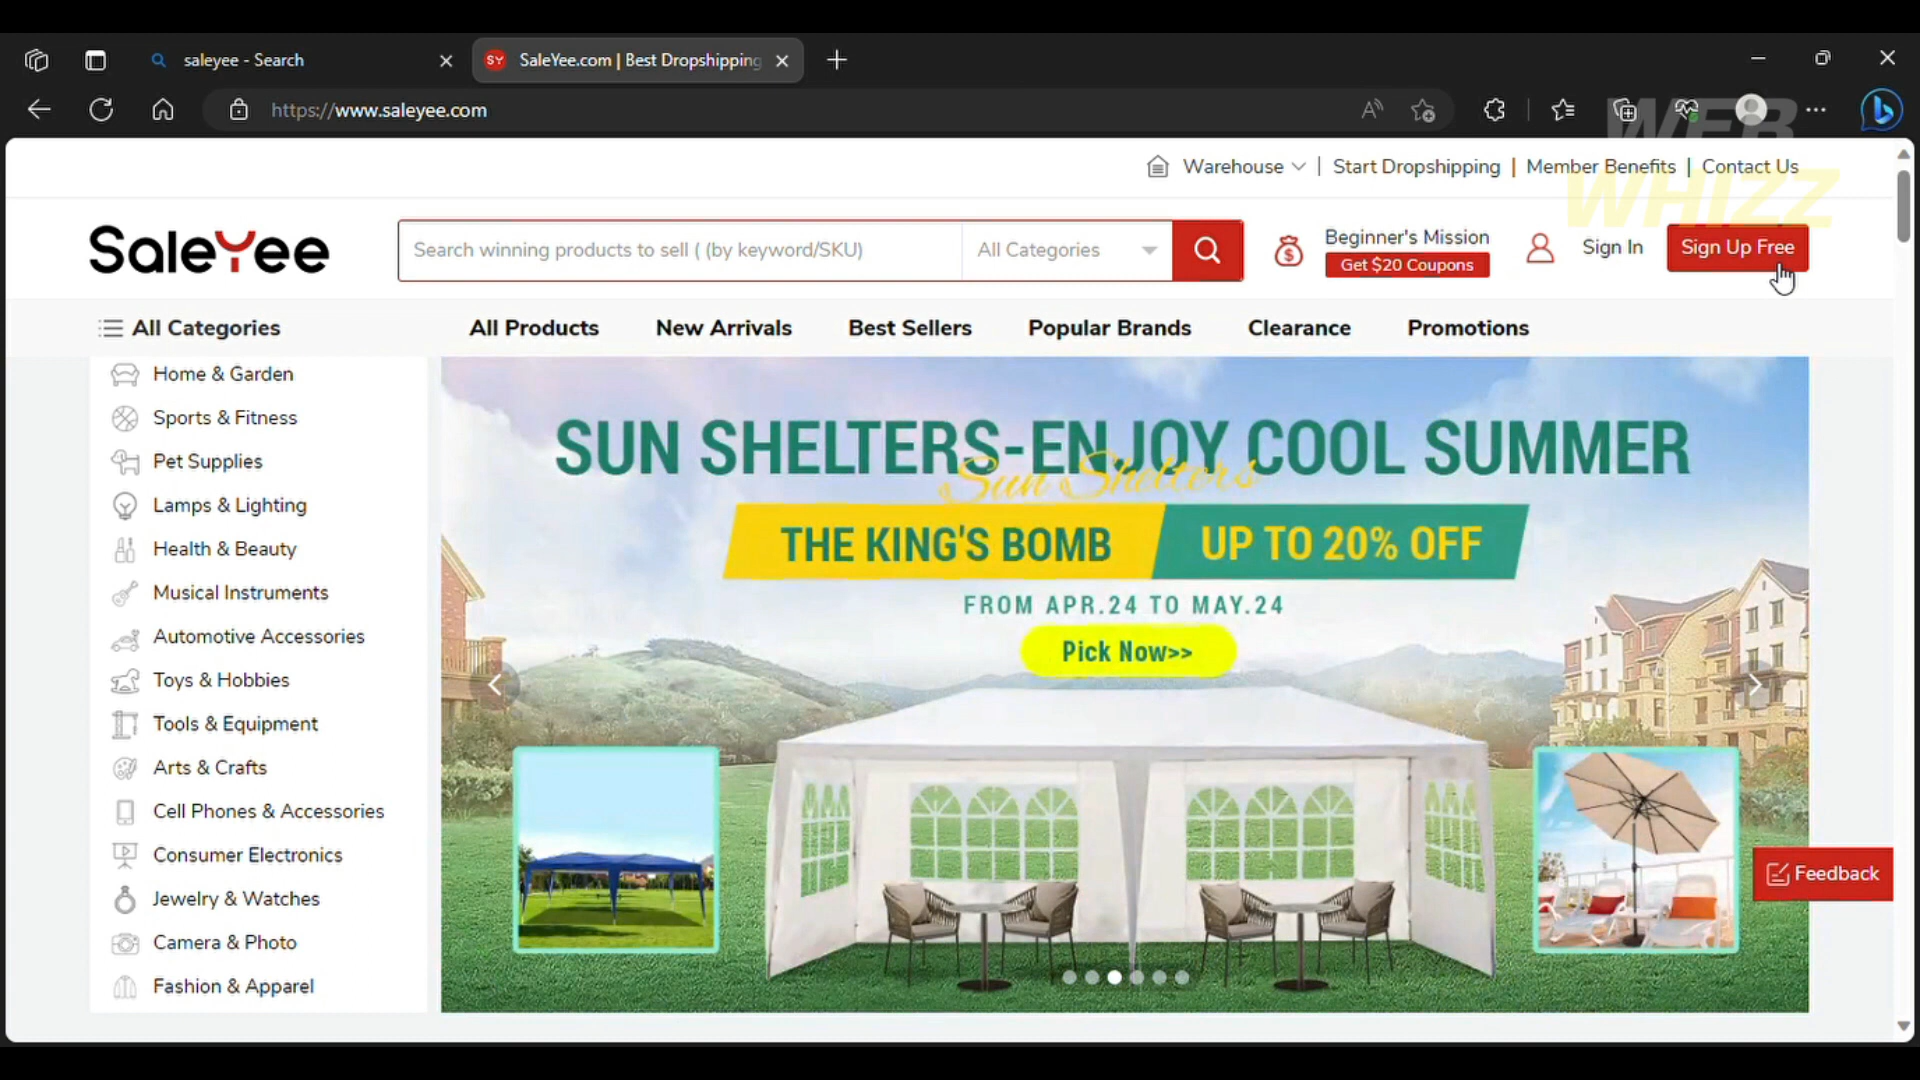 saleyee - Search
SY SaleYee.com | Best Dropshipping
https://www.saleyee.com
WEB
WHIZZ
Warehouse | Start Dropshipping | Member Benefits | Contact Us
SaleYee
Search winning products to sell ( (by keyword/SKU)
All Categories
Beginner's Mission
Get $20 Coupons
Sign In
Sign Up Free
All Categories
All Products
New Arrivals
Best Sellers
Popular Brands
Clearance
Promotions
Home & Garden
Sports & Fitness
Pet Supplies
Lamps & Lighting
Health & Beauty
Musical Instruments
Automotive Accessories
Toys & Hobbies
Tools & Equipment
Arts & Crafts
Cell Phones & Accessories
Consumer Electronics
Jewelry & Watches
Camera & Photo
Fashion & Apparel
SUN SHELTERS-ENJOY COOL SUMMER
Sun Shelters
THE KING'S BOMB
UP TO 20% OFF
FROM APR.24 TO MAY.24
Pick Now>>
Feedback